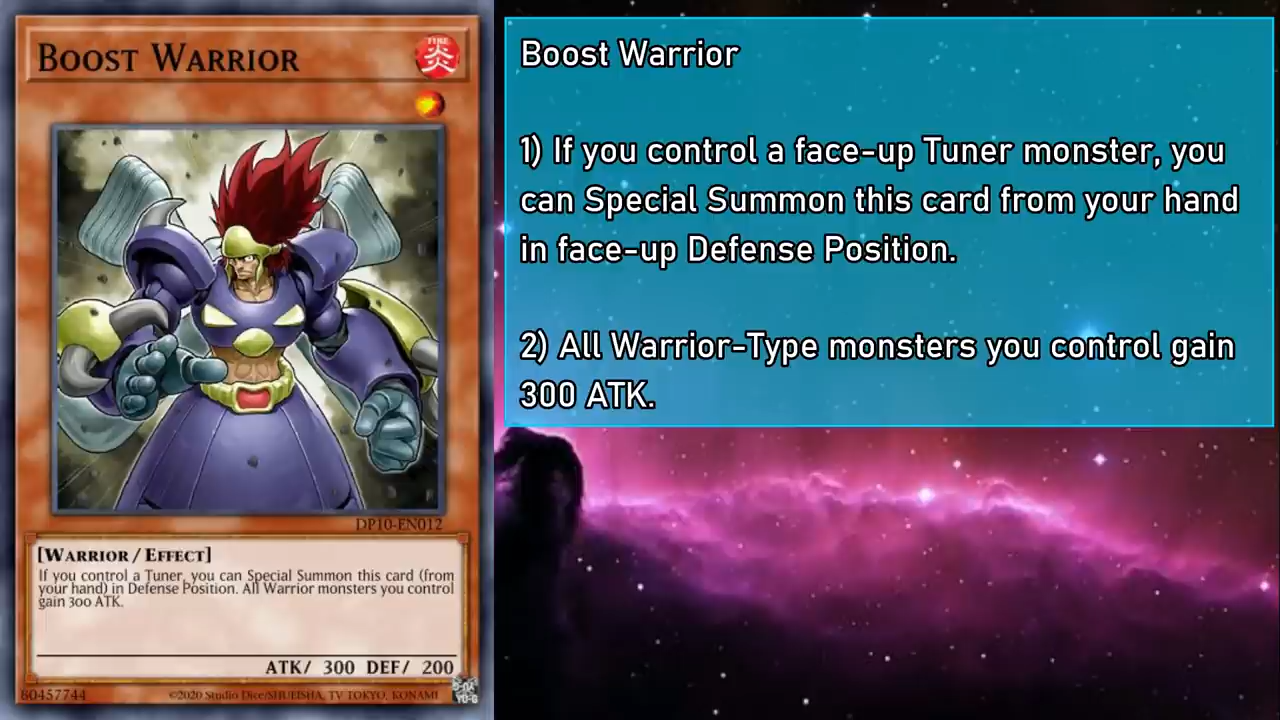 BOOST WARRIOR
FIRE
炎
DP10-EN012
[WARRIOR / EFFECT]
If you control a Tuner, you can Special Summon this card (from
your hand) in Defense Position. All Warrior monsters you control
gain 300 ATK.
ATK/ 300 DEF/ 200
80457744
©2020 Studio Dice/SHUEISHA, TV TOKYO, KONAMI
Boost Warrior
1) If you control a face-up Tuner monster, you
can Special Summon this card from your hand
in face-up Defense Position.
2) All Warrior-Type monsters you control gain
300 ATK.